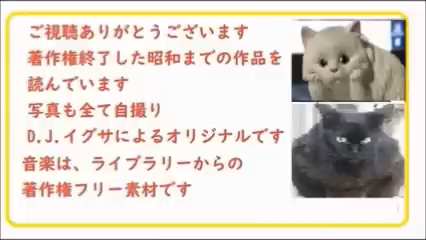 ご視聴ありがとうございます
著作権終了した昭和までの作品を
読んでいます
写真も全て自撮り
D.J.イグサによるオリジナルです
音楽は、ライブラリーからの
著作権フリー素材です